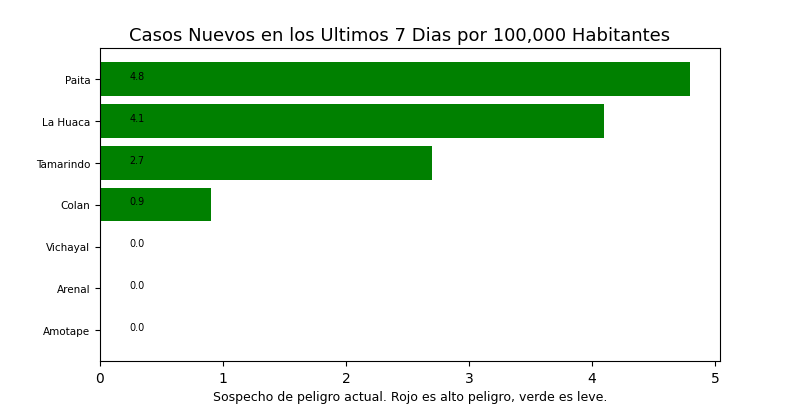 Casos Nuevos en los Ultimos 7 Dias por 100,000 Habitantes
Paita 4.8
La Huaca 4.1
Tamarindo 2.7
Colan 0.9
Vichayal 0.0
Arenal 0.0
Amotape 0.0
0 1 2 3 4 5
Sospecho de peligro actual. Rojo es alto peligro, verde es leve.